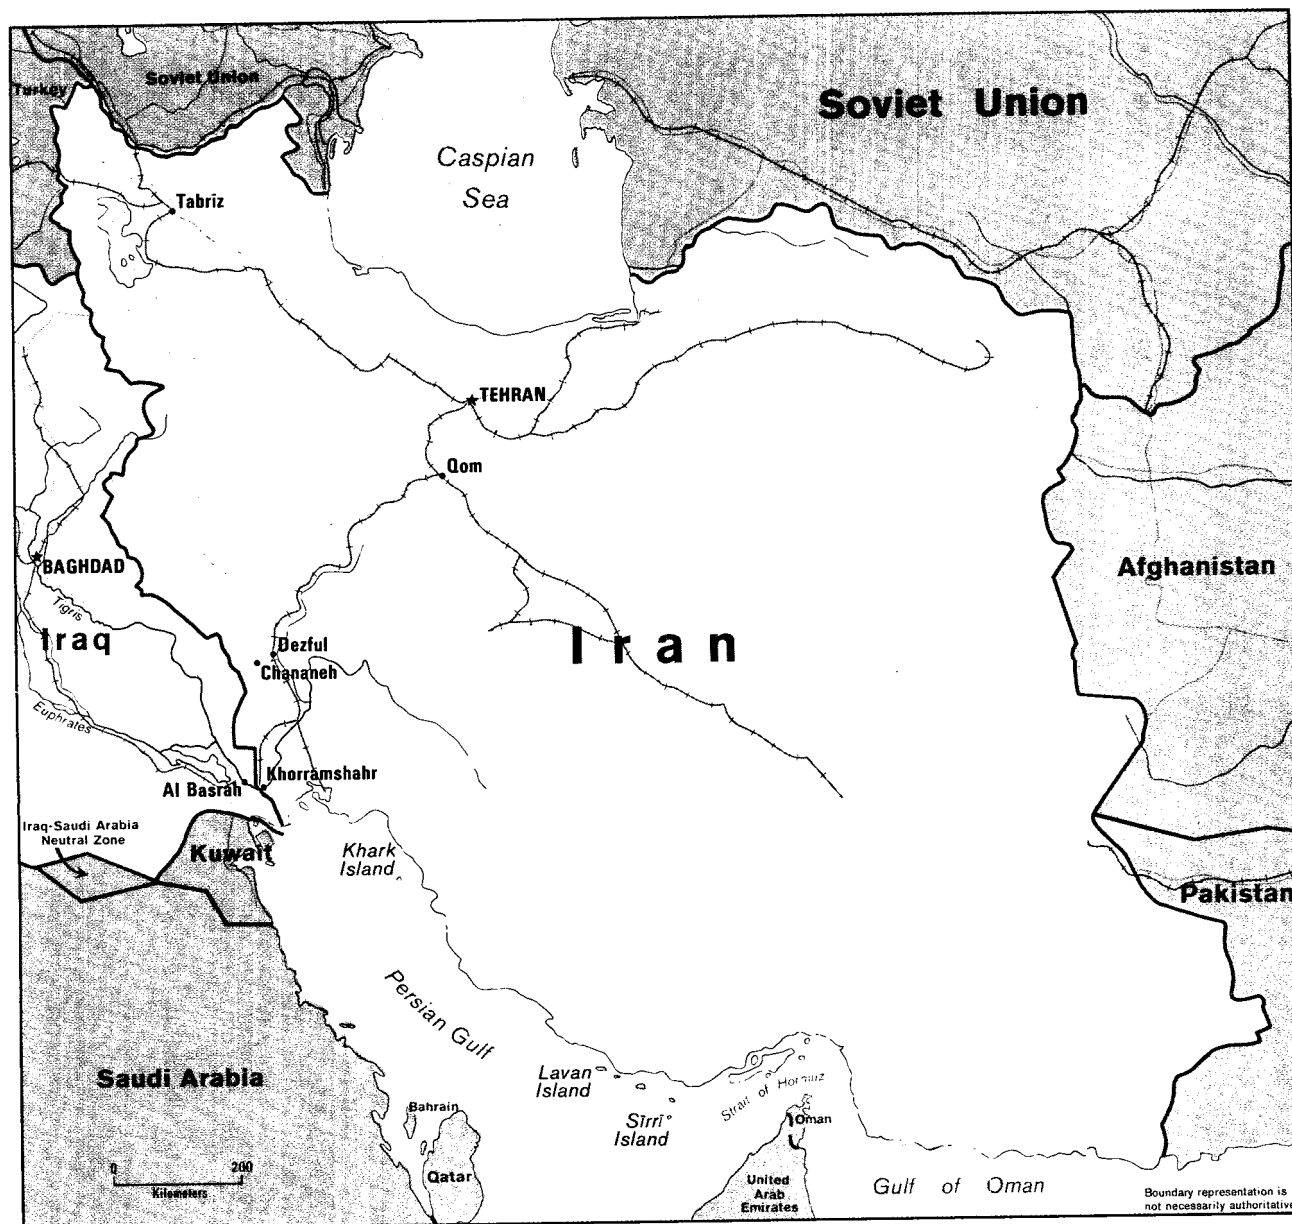 Soviet Union
Turkey
Soviet Union
Caspian
Sea
Tabrīz
TEHRAN
Qom
BAGHDAD
Tigris
Iraq
Afghanistan
Iran
Dezful
Chananeh
Euphrates
Khorramshahr
Al Basrah
Iraq-Saudi Arabia
Neutral Zone
Kuwait
Khark
Island
Pakistan
Persian Gulf
Saudi Arabia
Lavan
Island
Strait of Hormuz
Bahrain
Sīrrī
Island
Oman
0 200
Kilometers
Qatar
United
Arab
Emirates
Gulf of Oman
Boundary representation is
not necessarily authoritative